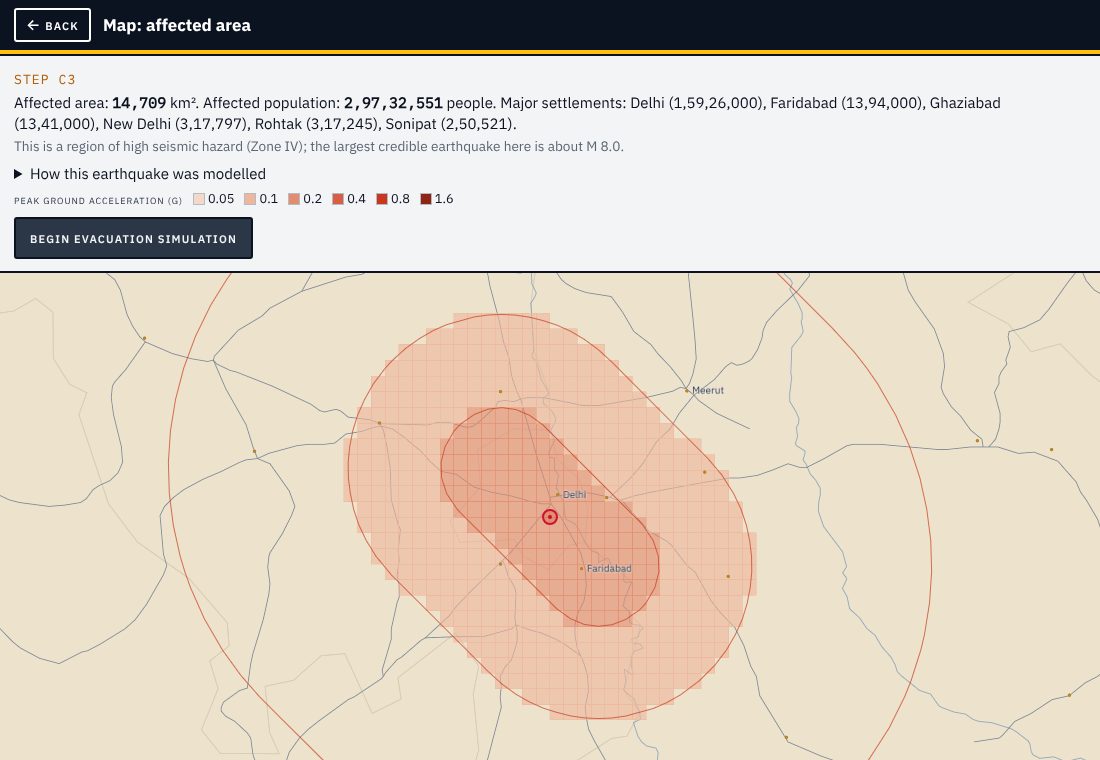 ← BACK Map: affected area
STEP C3
Affected area: 14,709 km². Affected population: 2,97,32,551 people. Major settlements: Delhi (1,59,26,000), Faridabad (13,94,000), Ghaziabad
(13,41,000), New Delhi (3,17,797), Rohtak (3,17,245), Sonipat (2,50,521).
This is a region of high seismic hazard (Zone IV); the largest credible earthquake here is about M 8.0.
▶ How this earthquake was modelled
PEAK GROUND ACCELERATION (G) 0.05 0.1 0.2 0.4 0.8 1.6
BEGIN EVACUATION SIMULATION
Meerut
Delhi
Faridabad